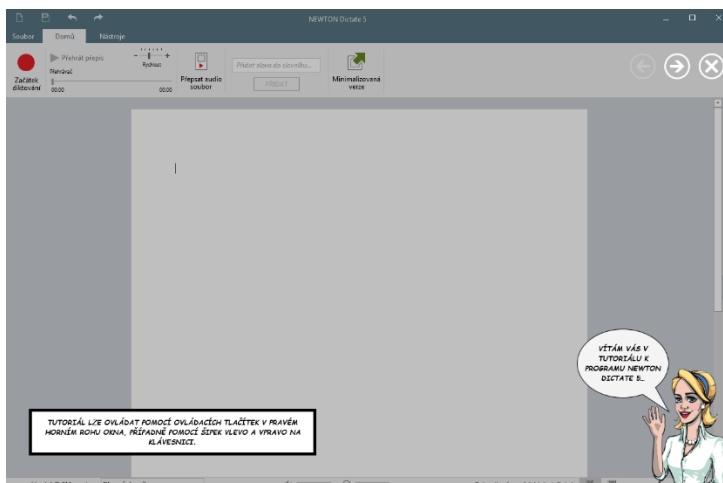 NEWTON Dictate 5
Soubor Domů Nástroje
Přehrát přepis
Přehrávač
Rychlost
- +
Začátek
diktování
00:00 00:00
Přepsat audio
soubor
Přidat slovo do slovníku...
PŘIDAT
Minimalizovaná
verze
VÍTÁM VÁS V
TUTORIÁLU K
PROGRAMU NEWTON
DICTATE 5...
TUTORIÁL LZE OVLÁDAT POMOCÍ OVLÁDACÍCH TLAČÍTEK V PRAVÉM
HORNÍM ROHU OKNA, PŘÍPADNĚ POMOCÍ ŠIPEK VLEVO A VPRAVO NA
KLÁVESNICI.